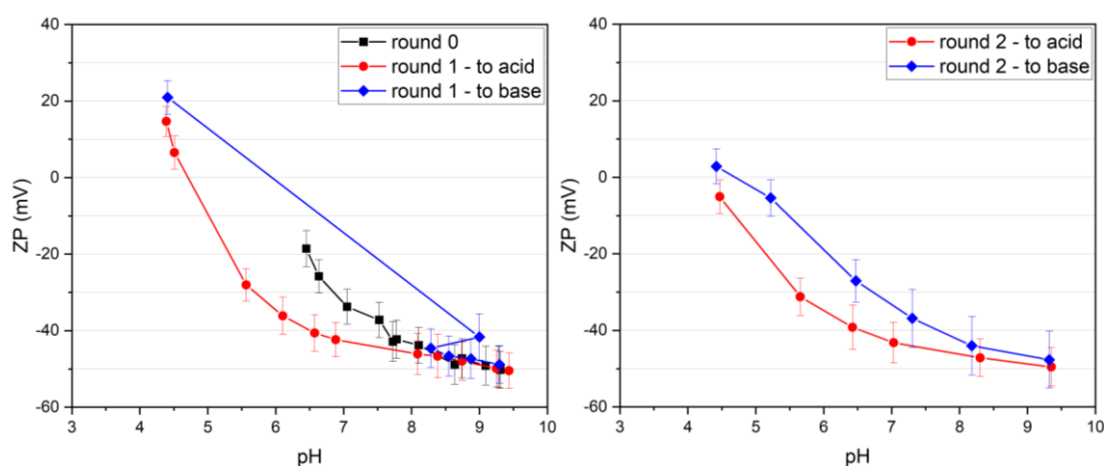 40
20
0
-20
-40
-60
ZP (mV)
3 4 5 6 7 8 9 10
pH
round 0
round 1 - to acid
round 1 - to base
40
20
0
-20
-40
-60
ZP (mV)
3 4 5 6 7 8 9 10
pH
round 2 - to acid
round 2 - to base